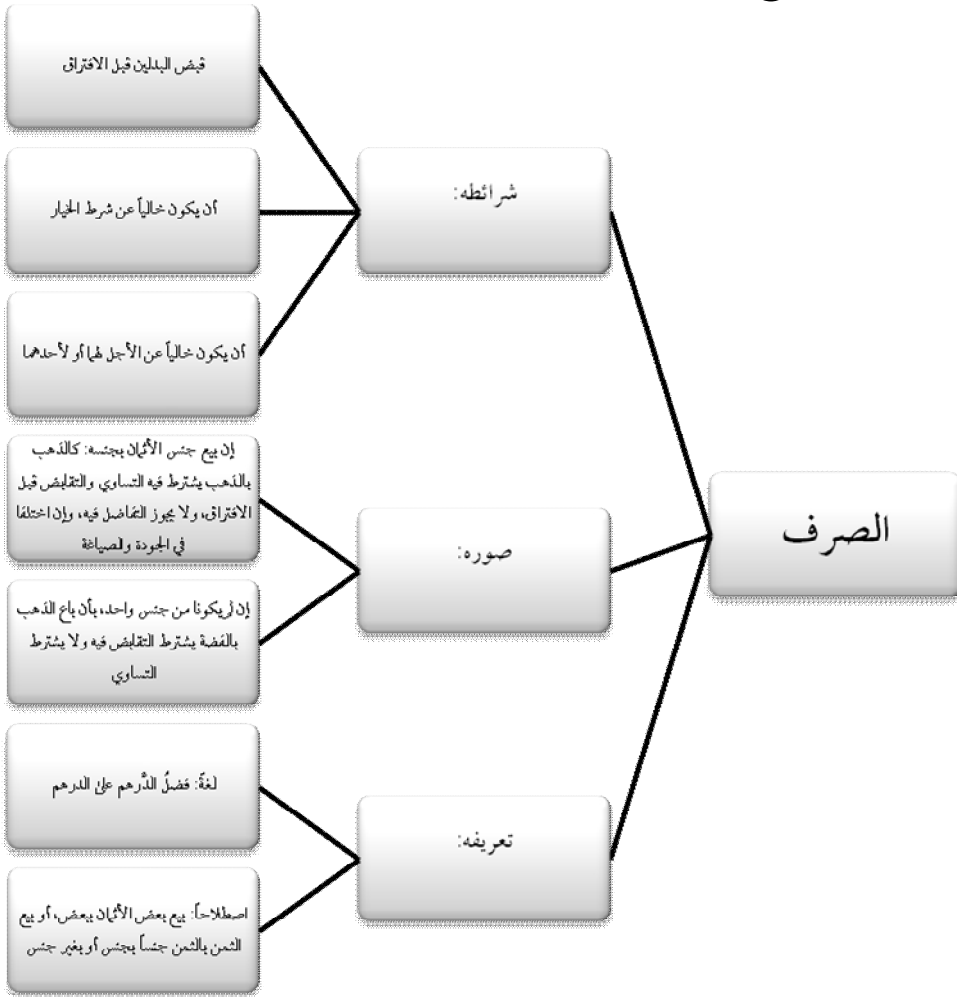 الصرف
شرائطه:
قبض البدلين قبل الافتراق
أن يكون خالياً عن شرط الخيار
أن يكون خالياً عن الأجل لهما أو لأحدهما
صوره:
إن بيع جنس الأثمان بجنسه: كالذهب
بالذهب يشترط فيه التساوي والتقابض قبل
الافتراق، ولا يجوز التفاضل فيه، وإن اختلفا
في الجودة والصياغة
إن لم يكونا من جنس واحد، بأن باع الذهب
بالفضة يشترط التقابض فيه ولا يشترط
التساوي
تعريفه:
لغةً: فضلُ الدَّرهم على الدرهم
اصطلاحاً: بيع بعض الأثمان ببعض، أو بيع
الثمن بالثمن جنساً بجنس أو بغير جنس